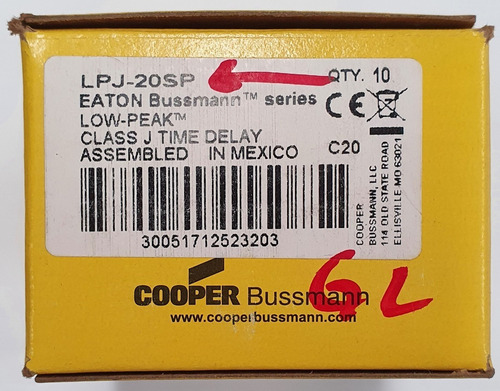 LPJ-20SP QTY. 10
EATON Bussmann™ series
LOW-PEAK™
CLASS J TIME DELAY
ASSEMBLED IN MEXICO C20
CE
30051712523203
COOPER
BUSSMANN, LLC
114 OLD STATE ROAD
ELLISVILLE MO 63021
COOPER Bussmann
www.cooperbussmann.com
6L